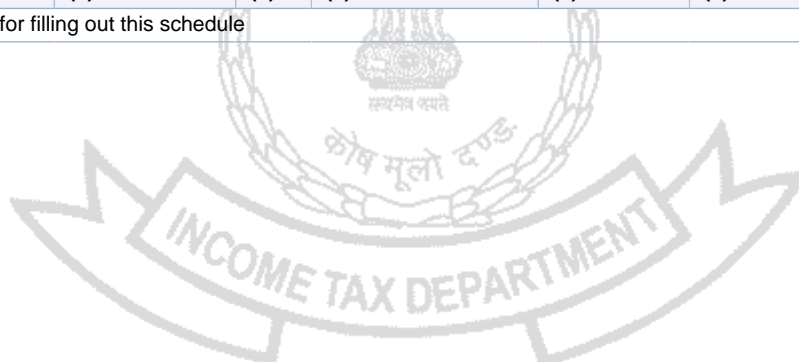 for filling out this schedule
सत्यमेव जयते
कोष मूलो दण्डः
INCOME TAX DEPARTMENT